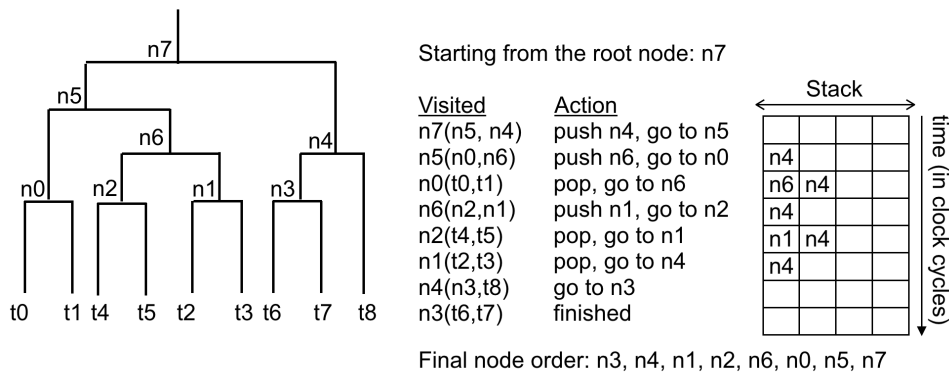 n7
n5
n6
n4
n0
n2
n1
n3
t0
t1
t4
t5
t2
t3
t6
t7
t8
Starting from the root node: n7
Visited Action
n7(n5, n4) push n4, go to n5
n5(n0,n6) push n6, go to n0
n0(t0,t1) pop, go to n6
n6(n2,n1) push n1, go to n2
n2(t4,t5) pop, go to n1
n1(t2,t3) pop, go to n4
n4(n3,t8) go to n3
n3(t6,t7) finished
Stack
n4
n6 n4
n4
n1 n4
n4
time (in clock cycles)
Final node order: n3, n4, n1, n2, n6, n0, n5, n7